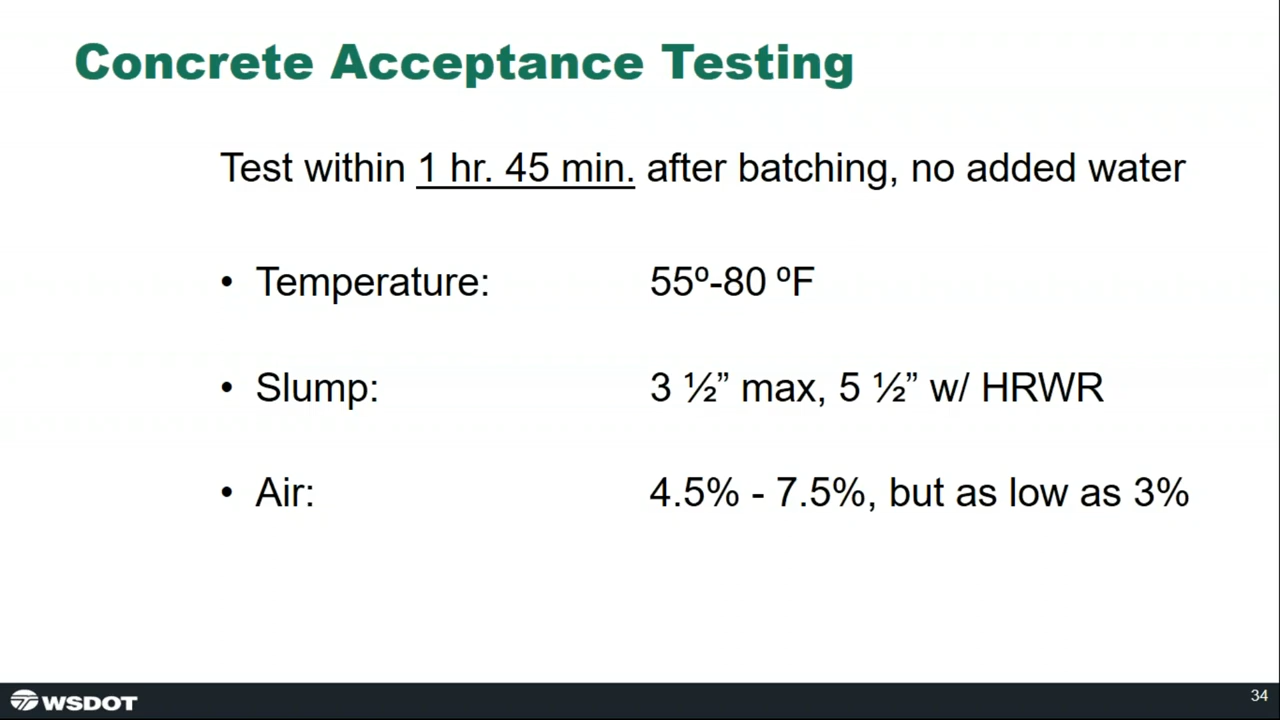 Concrete Acceptance Testing
Test within 1 hr. 45 min. after batching, no added water
• Temperature: 55º-80 ºF
• Slump: 3 ½” max, 5 ½” w/ HRWR
• Air: 4.5% - 7.5%, but as low as 3%
WSDOT 34